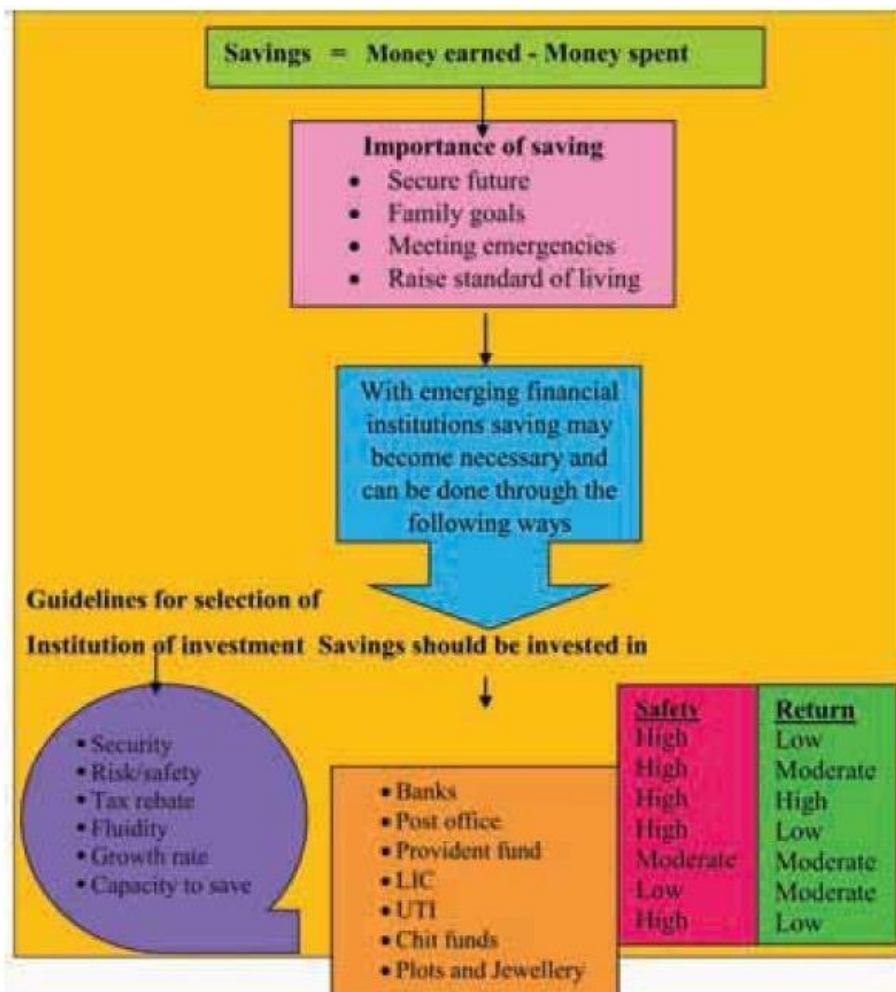 Savings = Money earned - Money spent
Importance of saving
• Secure future
• Family goals
• Meeting emergencies
• Raise standard of living
With emerging financial
institutions saving may
become necessary and
can be done through the
following ways
Guidelines for selection of
Institution of investment
• Security
• Risk/safety
• Tax rebate
• Fluidity
• Growth rate
• Capacity to save
Savings should be invested in
• Banks
• Post office
• Provident fund
• LIC
• UTI
• Chit funds
• Plots and Jewellery
Safety
High
High
High
High
Moderate
Low
High
Return
Low
Moderate
High
Low
Moderate
Moderate
Low